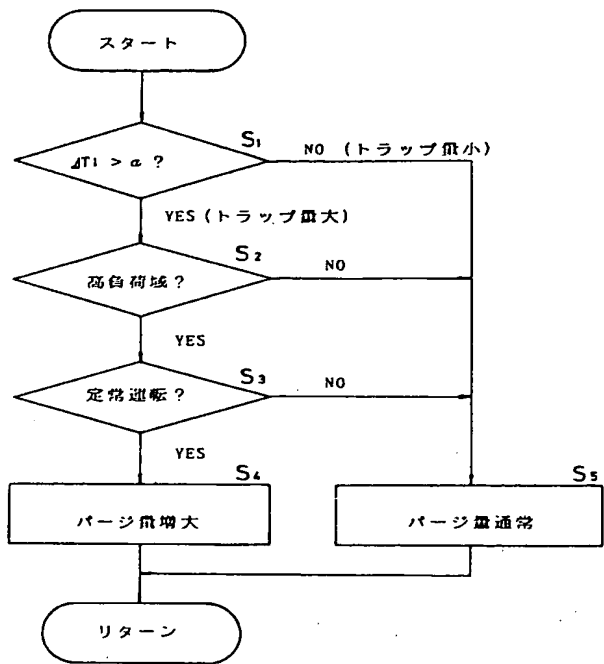 スタート
S1
⊿T1 > α ?
NO (トラップ量小)
YES (トラップ量大)
S2
高負荷域?
NO
YES
S3
定常運転?
NO
YES
S4
パージ量増大
S5
パージ量通常
リターン